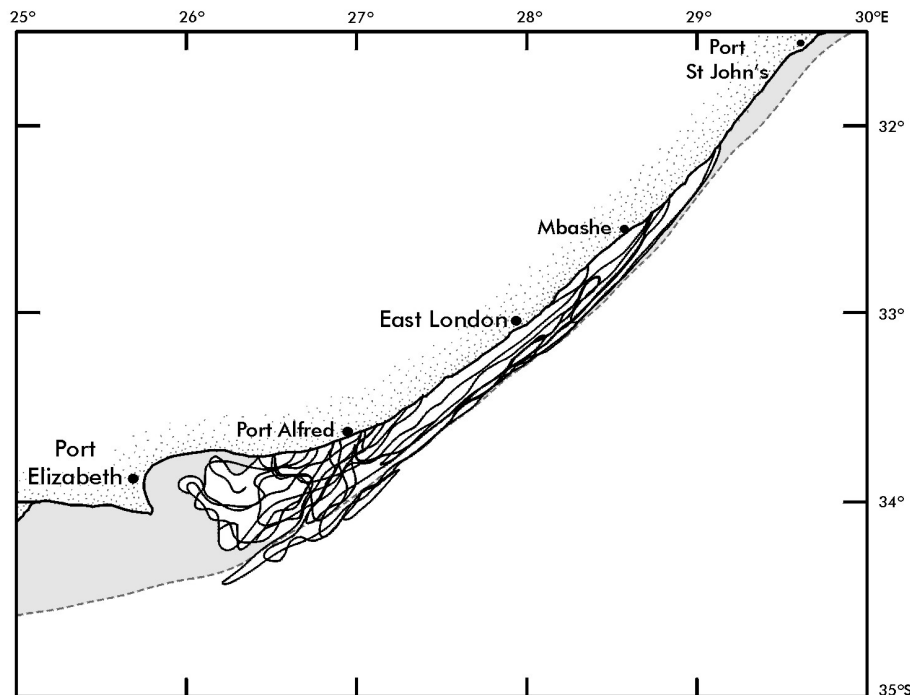 25°
26°
27°
28°
29°
30°E
Port
St John's
32°
Mbashe
33°
East London
Port Alfred
Port
Elizabeth
34°
35°S